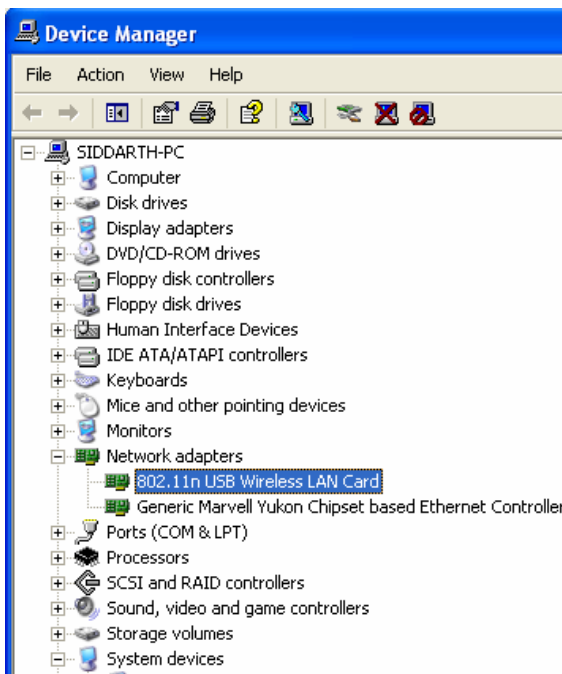 Device Manager
File Action View Help
SIDDARTH-PC
Computer
Disk drives
Display adapters
DVD/CD-ROM drives
Floppy disk controllers
Floppy disk drives
Human Interface Devices
IDE ATA/ATAPI controllers
Keyboards
Mice and other pointing devices
Monitors
Network adapters
802.11n USB Wireless LAN Card
Generic Marvell Yukon Chipset based Ethernet Controller
Ports (COM & LPT)
Processors
SCSI and RAID controllers
Sound, video and game controllers
Storage volumes
System devices